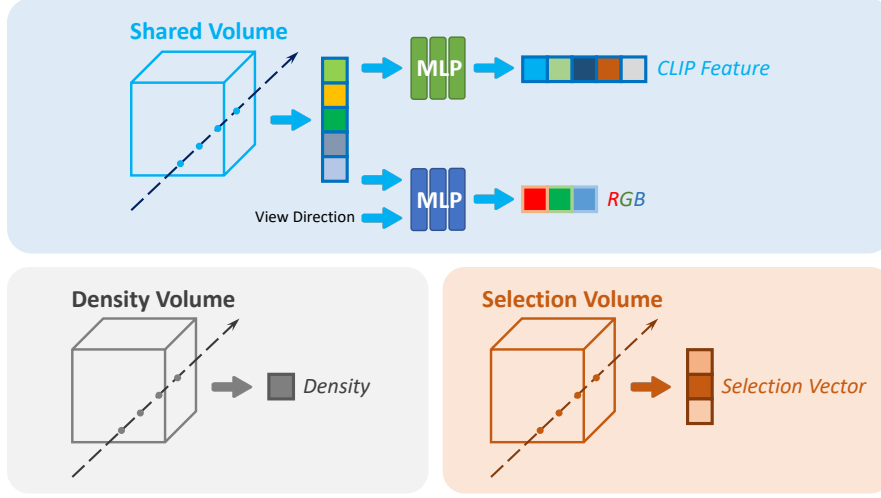 Shared Volume
MLP
CLIP Feature
MLP
View Direction
RGB
Density Volume
Density
Selection Volume
Selection Vector